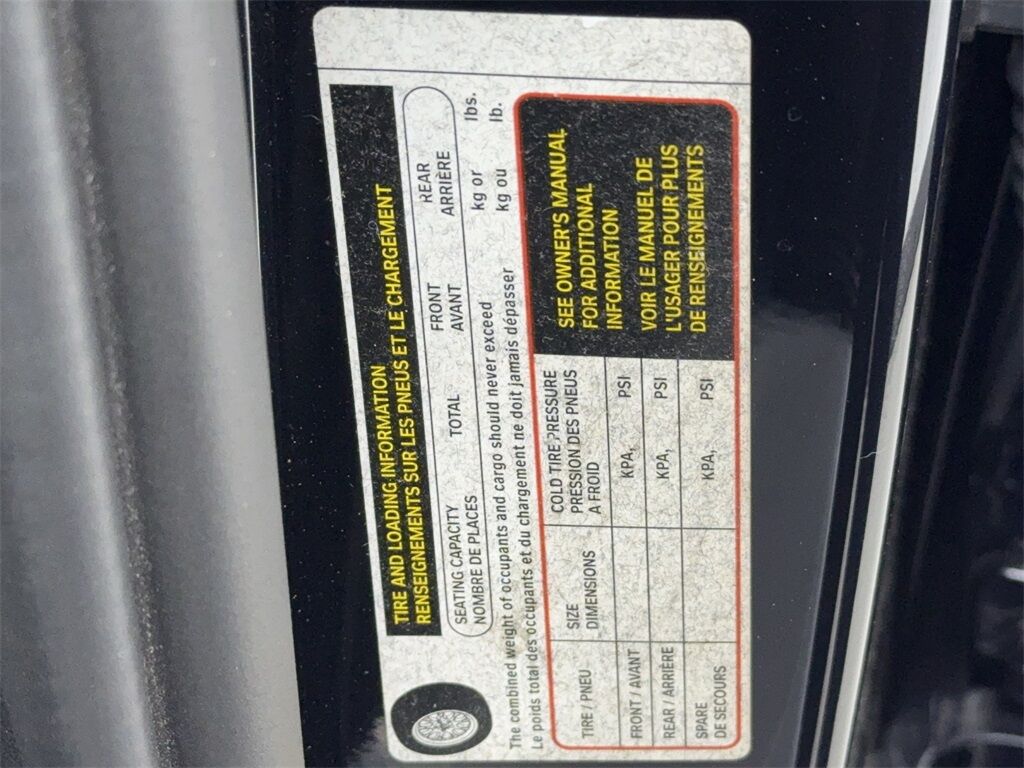 TIRE AND LOADING INFORMATION
RENSEIGNEMENTS SUR LES PNEUS ET LE CHARGEMENT
SEATING CAPACITY TOTAL FRONT REAR
NOMBRE DE PLACES AVANT ARRIÈRE
The combined weight of occupants and cargo should never exceed kg or lbs.
Le poids total des occupants et du chargement ne doit jamais dépasser kg ou lb.
TIRE / PNEU
SIZE
DIMENSIONS
COLD TIRE PRESSURE
PRESSION DES PNEUS
A FROID
FRONT / AVANT KPA, PSI
REAR / ARRIÈRE KPA, PSI
SPARE
DE SECOURS KPA, PSI
SEE OWNER'S MANUAL
FOR ADDITIONAL
INFORMATION
VOIR LE MANUEL DE
L'USAGER POUR PLUS
DE RENSEIGNEMENTS